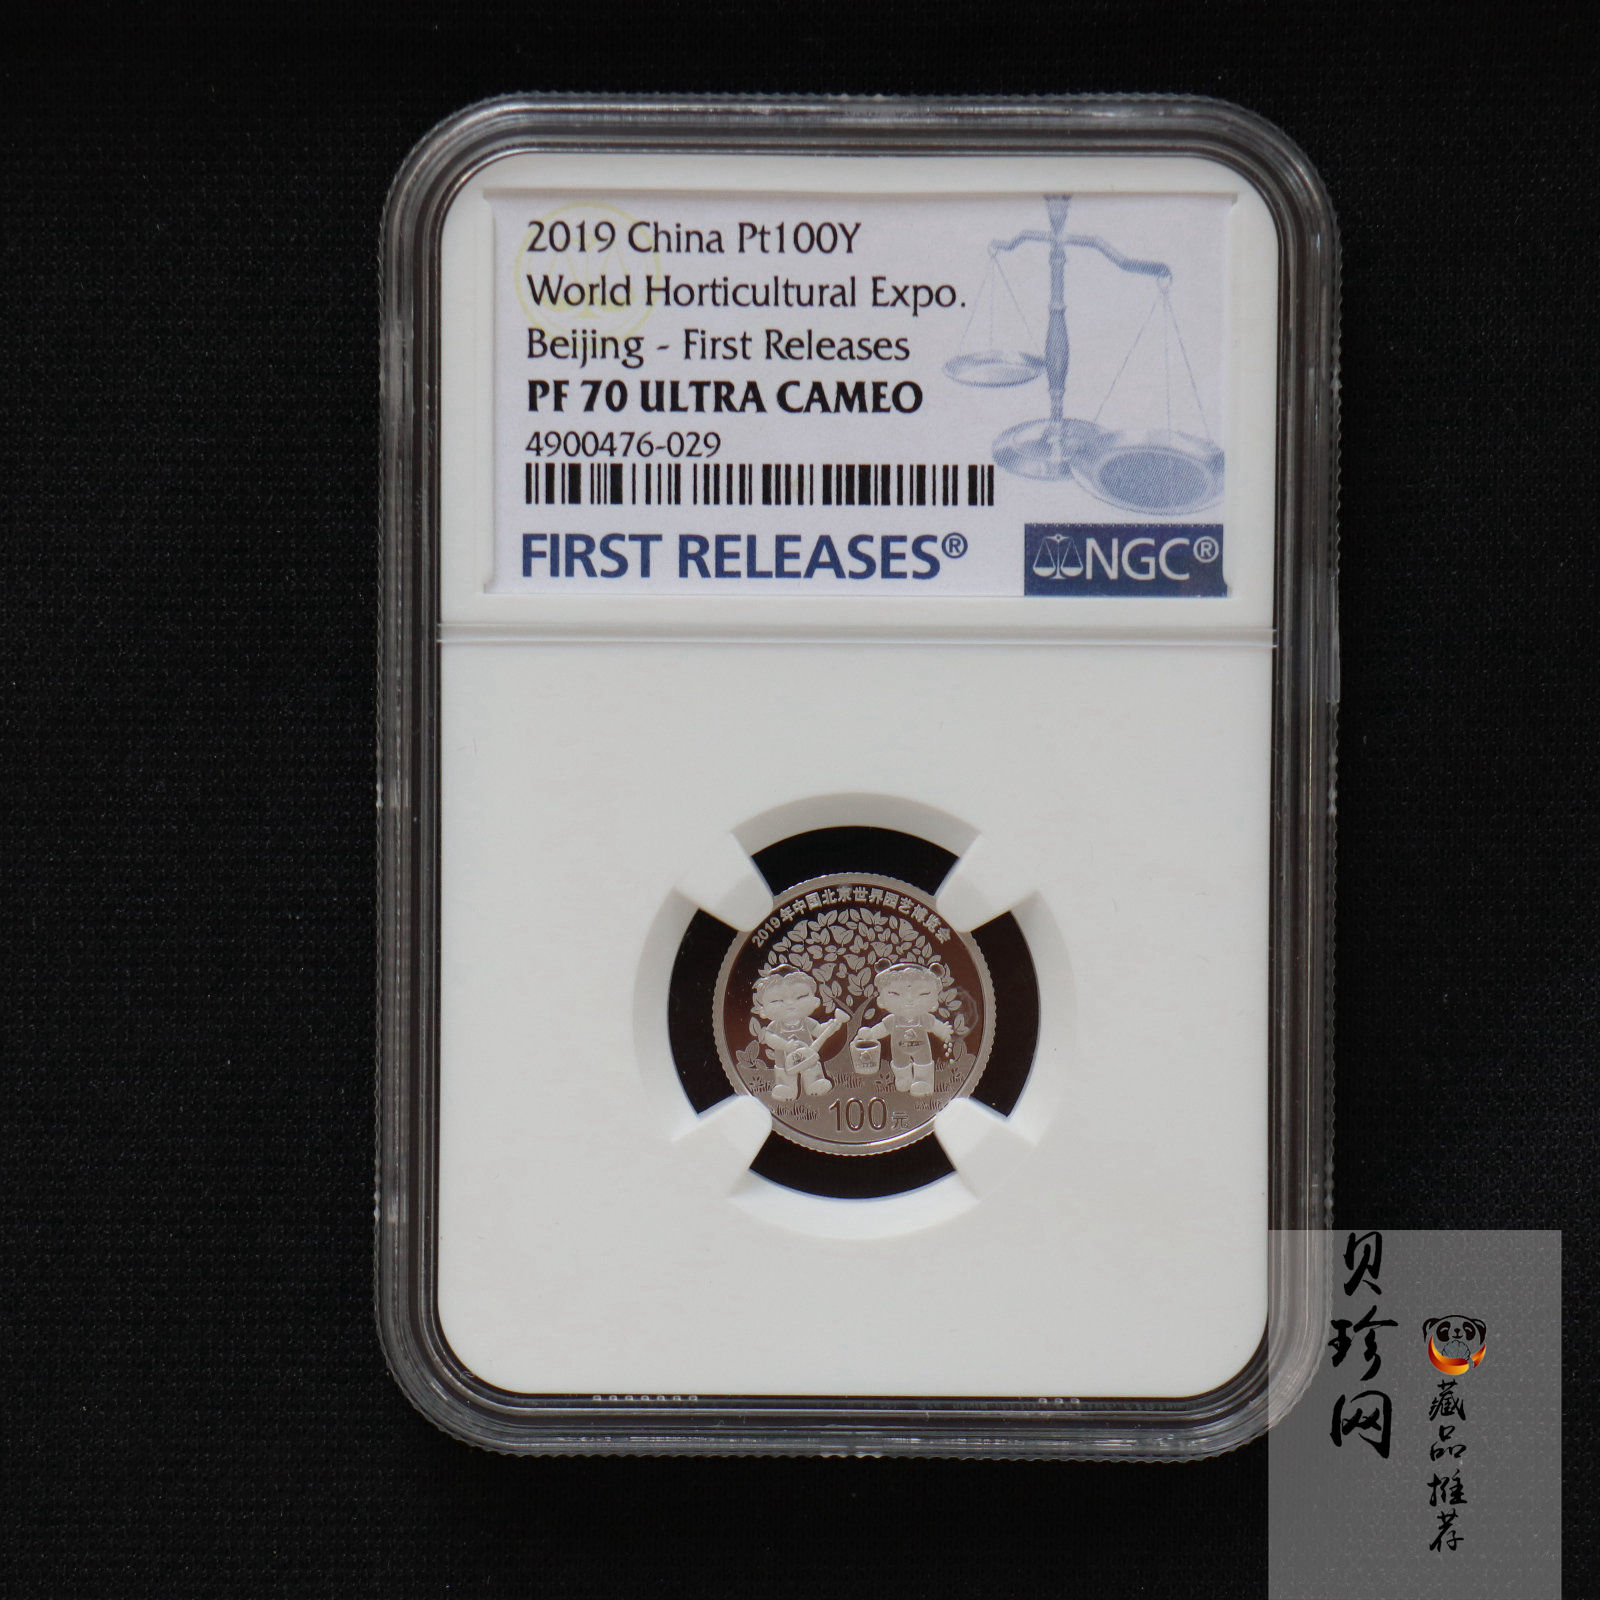 2019 China Pt100Y
World Horticultural Expo.
Beijing - First Releases
PF 70 ULTRA CAMEO
4900476-029
FIRST RELEASES®
NGC®
2019年中国北京世界园艺博览会
100元
贝珍网
藏品推荐